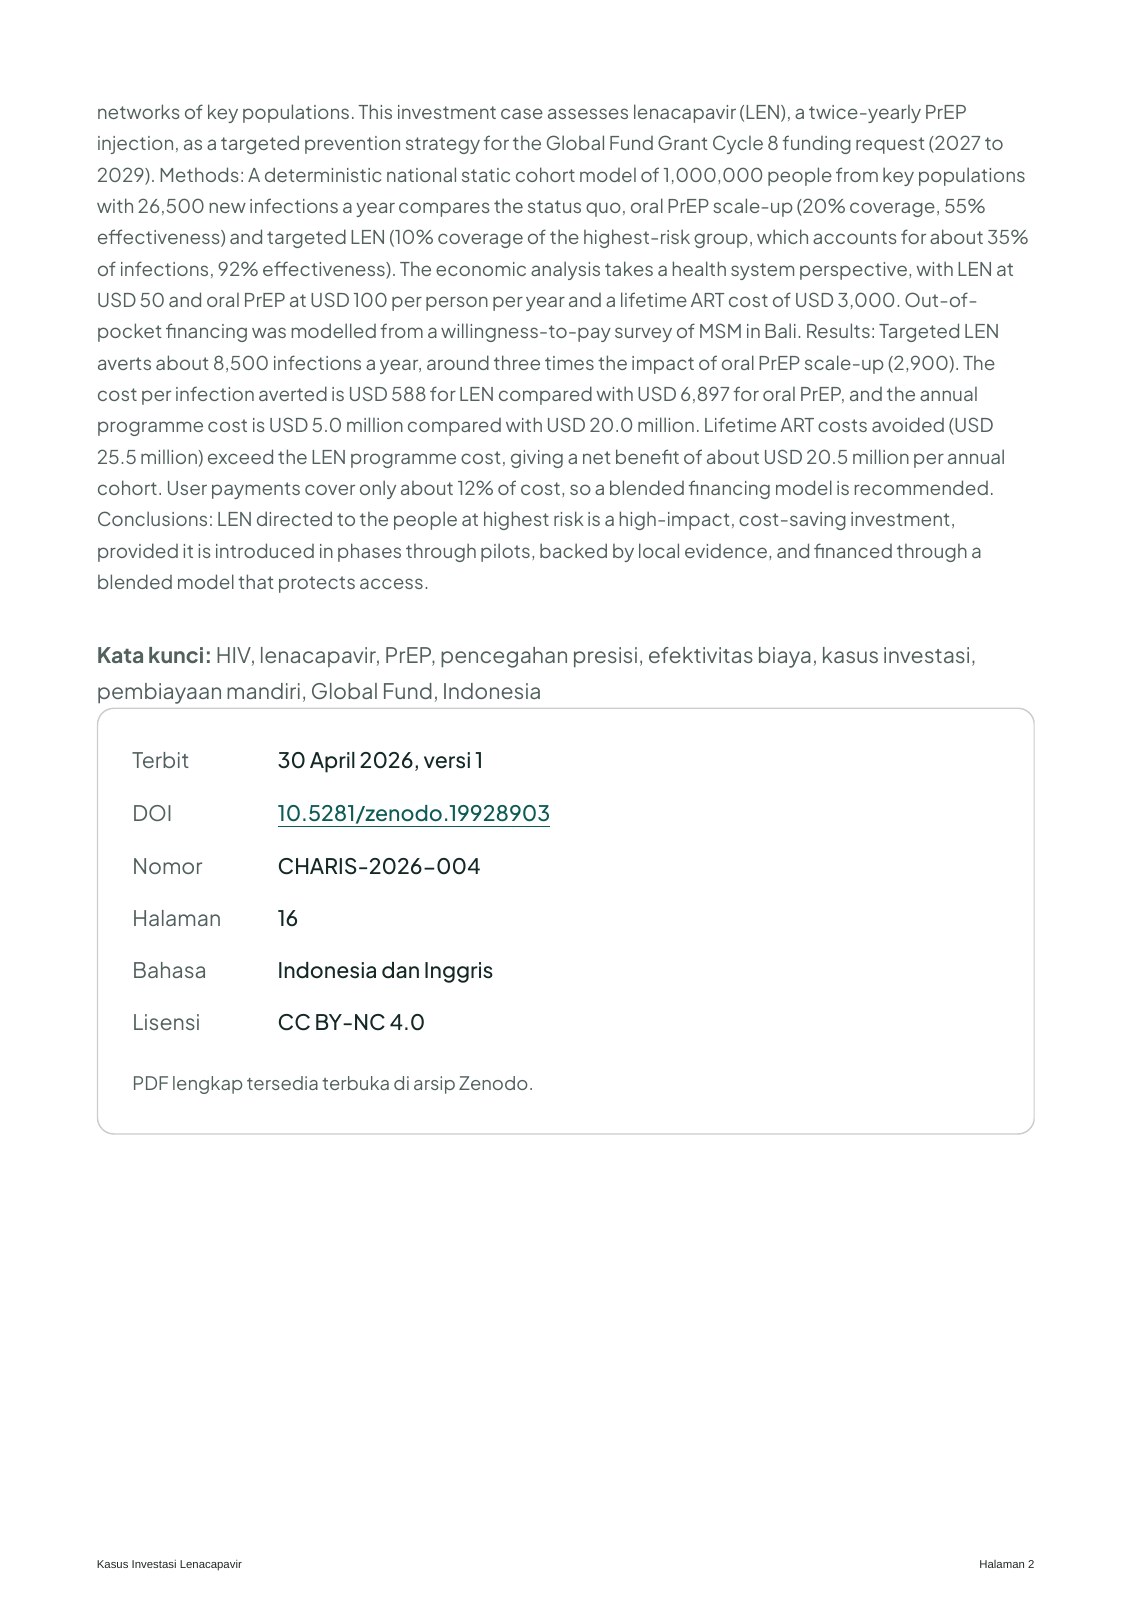 networks of key populations. This investment case assesses lenacapavir (LEN), a twice-yearly PrEP
injection, as a targeted prevention strategy for the Global Fund Grant Cycle 8 funding request (2027 to
2029). Methods: A deterministic national static cohort model of 1,000,000 people from key populations
with 26,500 new infections a year compares the status quo, oral PrEP scale-up (20% coverage, 55%
effectiveness) and targeted LEN (10% coverage of the highest-risk group, which accounts for about 35%
of infections, 92% effectiveness). The economic analysis takes a health system perspective, with LEN at
USD 50 and oral PrEP at USD 100 per person per year and a lifetime ART cost of USD 3,000. Out-of-
pocket financing was modelled from a willingness-to-pay survey of MSM in Bali. Results: Targeted LEN
averts about 8,500 infections a year, around three times the impact of oral PrEP scale-up (2,900). The
cost per infection averted is USD 588 for LEN compared with USD 6,897 for oral PrEP, and the annual
programme cost is USD 5.0 million compared with USD 20.0 million. Lifetime ART costs avoided (USD
25.5 million) exceed the LEN programme cost, giving a net benefit of about USD 20.5 million per annual
cohort. User payments cover only about 12% of cost, so a blended financing model is recommended.
Conclusions: LEN directed to the people at highest risk is a high-impact, cost-saving investment,
provided it is introduced in phases through pilots, backed by local evidence, and financed through a
blended model that protects access.
Kata kunci: HIV, lenacapavir, PrEP, pencegahan presisi, efektivitas biaya, kasus investasi,
pembiayaan mandiri, Global Fund, Indonesia
Terbit 30 April 2026, versi 1
DOI 10.5281/zenodo.19928903
Nomor CHARIS-2026-004
Halaman 16
Bahasa Indonesia dan Inggris
Lisensi CC BY-NC 4.0
PDF lengkap tersedia terbuka di arsip Zenodo.
Kasus Investasi Lenacapavir Halaman 2